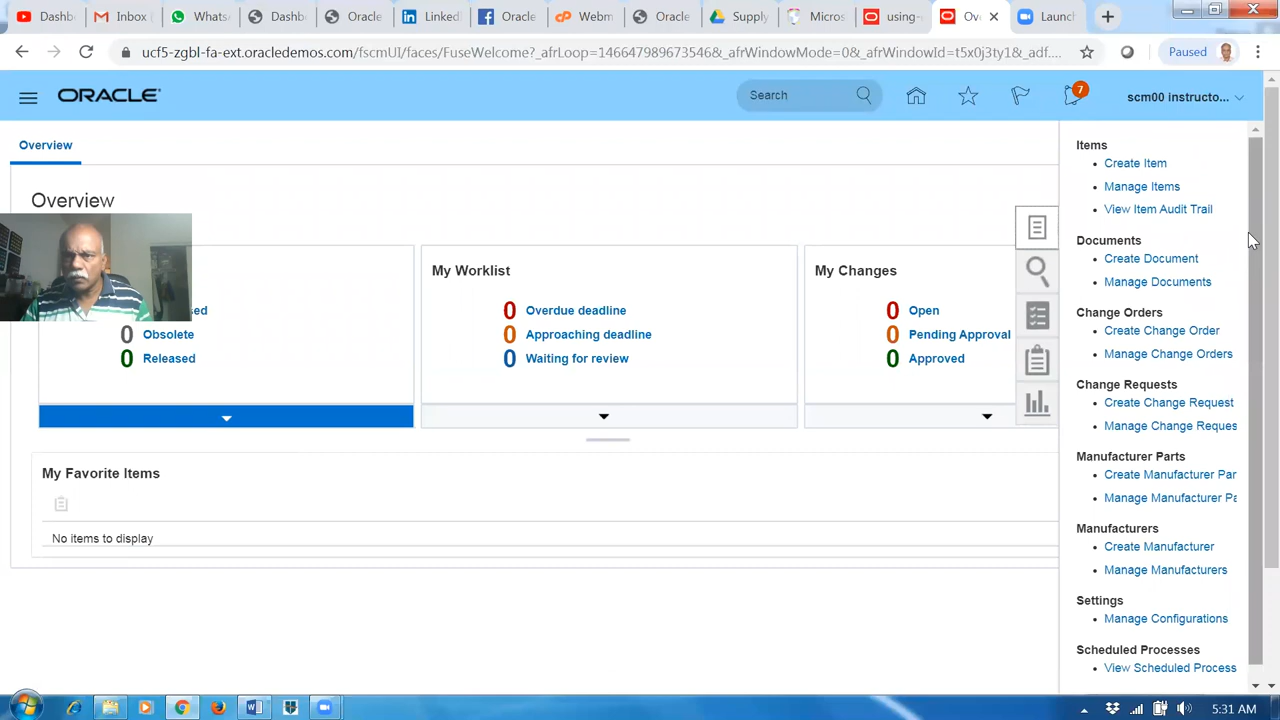 Dashb
Inbox
Whats
Dashb
Oracle
LinkedI
Oracl
Webm
Oracle
Supply
Micros
using-
Ov
Launch
ucf5-zgbl-fa-ext.oracledemos.com/fscmUI/faces/FuseWelcome?_afrLoop=14664798967354688&_afrWindowMode=0&_afrWindowId=t5x0j3ty1&_adf....
Paused
ORACLE
Search
7
scm00 instructo...
Overview
Overview
sed
0 Obsolete
0 Released
My Worklist
0 Overdue deadline
0 Approaching deadline
0 Waiting for review
My Changes
0 Open
0 Pending Approval
0 Approved
My Favorite Items
No items to display
Items
Create Item
Manage Items
View Item Audit Trail
Documents
Create Document
Manage Documents
Change Orders
Create Change Order
Manage Change Orders
Change Requests
Create Change Request
Manage Change Reques
Manufacturer Parts
Create Manufacturer Par
Manage Manufacturer Pa
Manufacturers
Create Manufacturer
Manage Manufacturers
Settings
Manage Configurations
Scheduled Processes
View Scheduled Process
5:31 AM